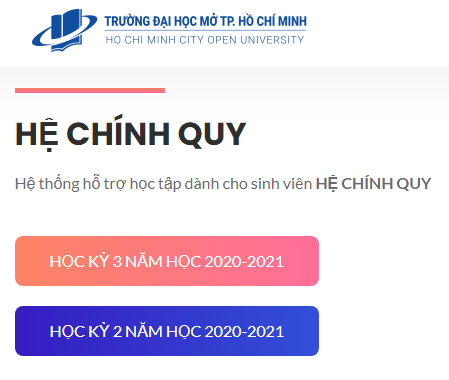 TRƯỜNG ĐẠI HỌC MỞ TP. HỒ CHÍ MINH
HO CHI MINH CITY OPEN UNIVERSITY
HỆ CHÍNH QUY
Hệ thống hỗ trợ học tập dành cho sinh viên HỆ CHÍNH QUY
HỌC KỲ 3 NĂM HỌC 2020-2021
HỌC KỲ 2 NĂM HỌC 2020-2021